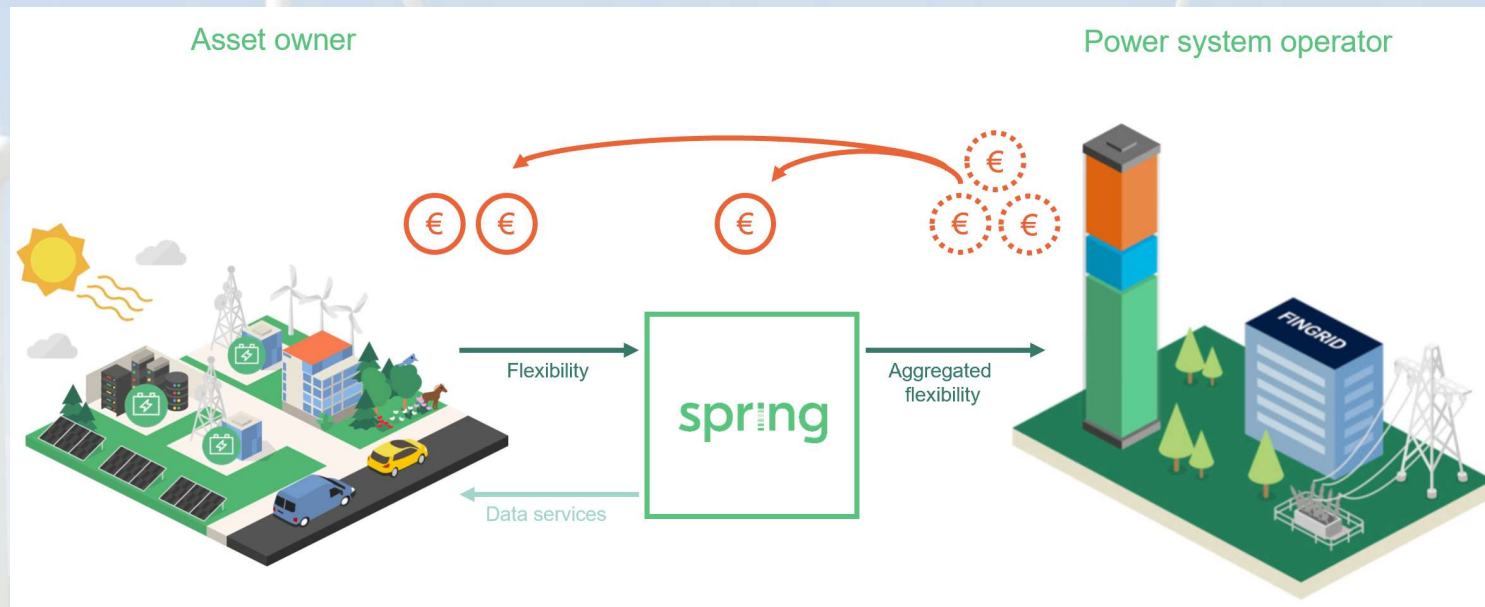 Asset owner
Power system operator
€
€ € € € €
Flexibility
Aggregated
flexibility
spring
Data services
FINGRID